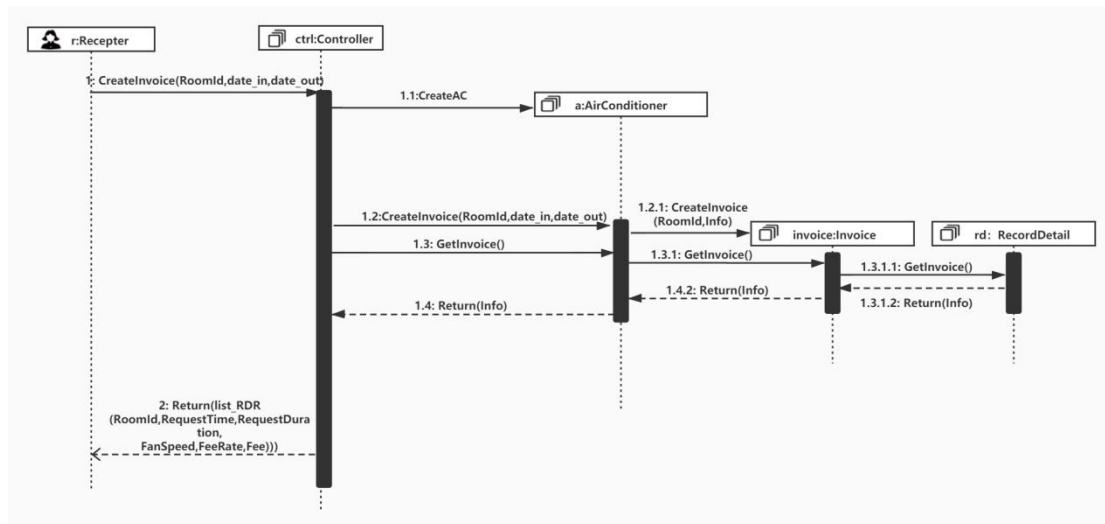 r:Recepter
ctrl:Controller
1: CreateInvoice(RoomId,date_in,date_out)
1.1:CreateAC
a:AirConditioner
1.2:CreateInvoice(RoomId,date_in,date_out)
1.2.1: CreateInvoice
(RoomId,Info)
invoice:Invoice
rd: RecordDetail
1.3: GetInvoice()
1.3.1: GetInvoice()
1.3.1.1: GetInvoice()
1.4.2: Return(Info)
1.3.1.2: Return(Info)
1.4: Return(Info)
2: Return(list_RDR
(RoomId,RequestTime,RequestDura
tion,
FanSpeed,FeeRate,Fee)))